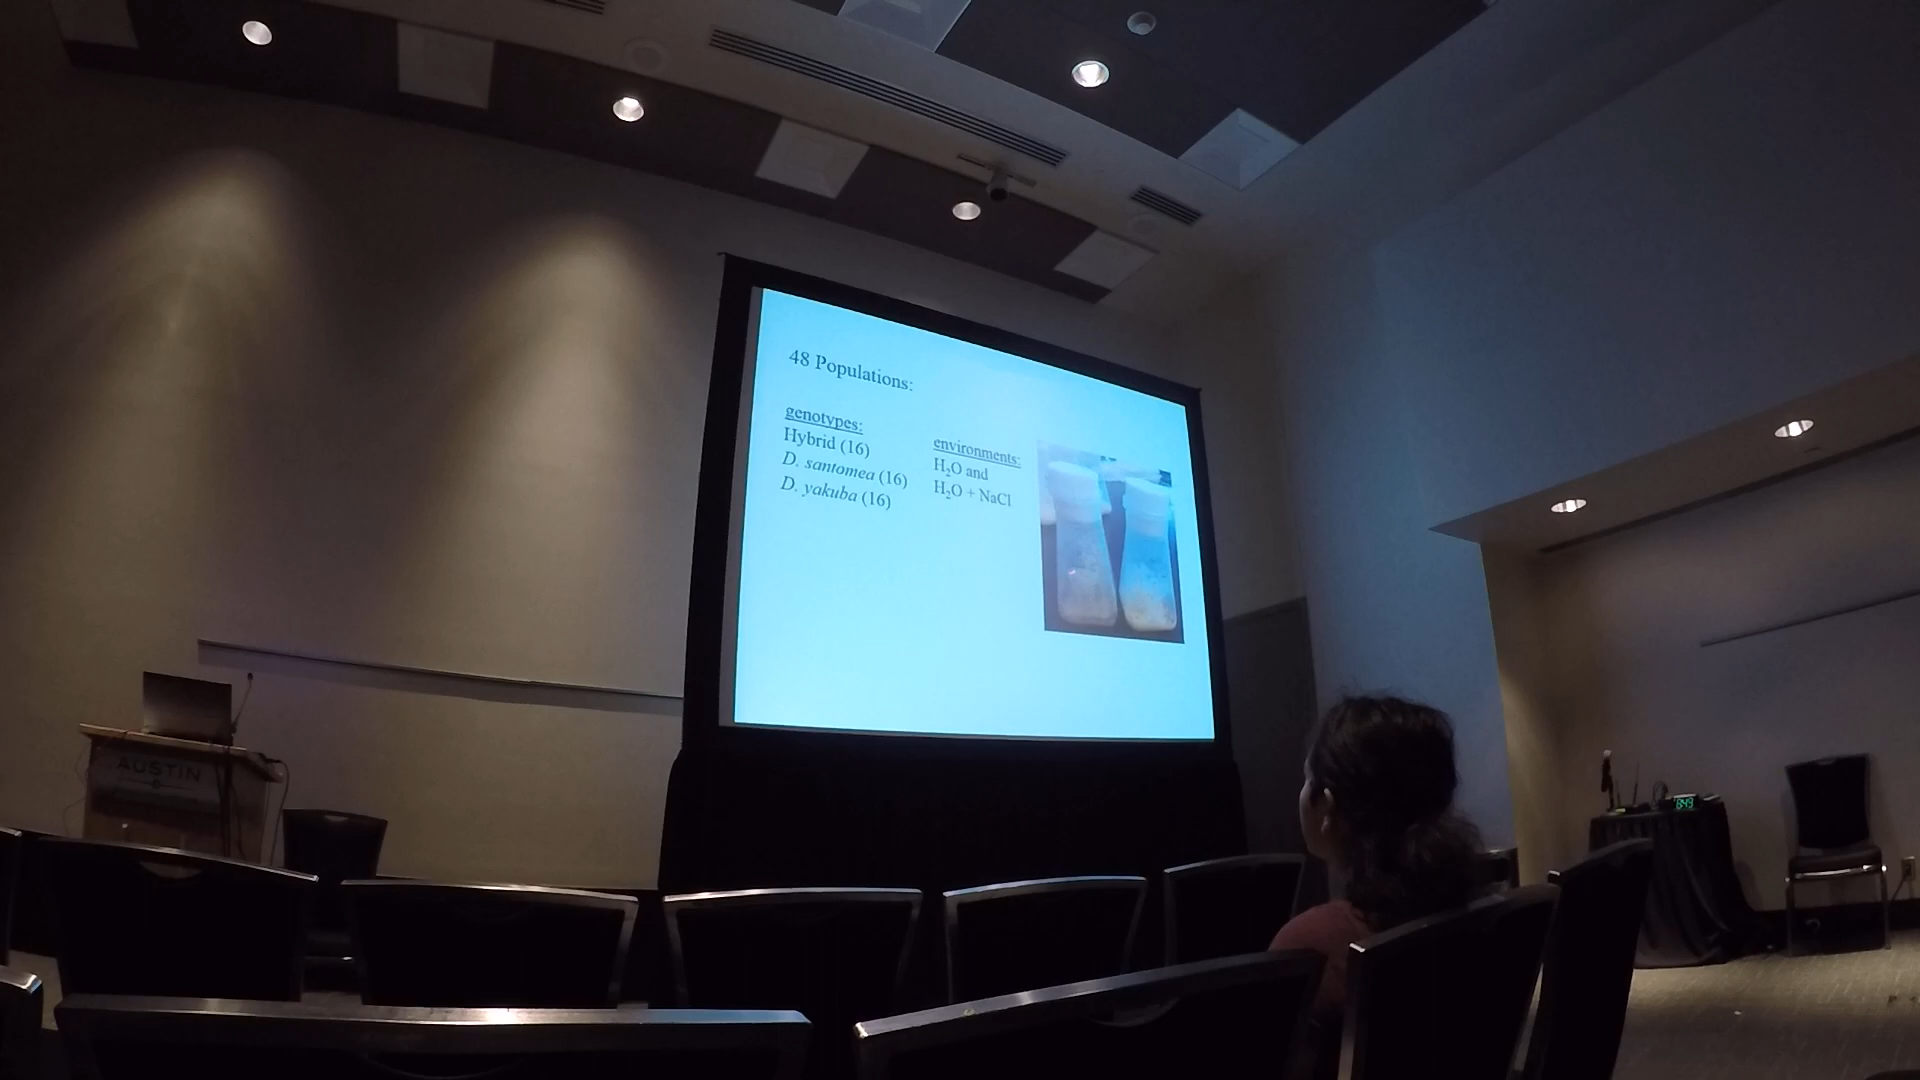 48 Populations:
genotypes:
Hybrid (16)
D. santomea (16)
D. yakuba (16)
environments:
H₂O and
H₂O + NaCl
AUSTIN